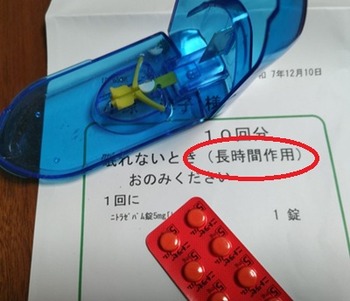 7年12月10日
様
10回分
眠れないとき（長時間作用）
おのみください
1回に
ニトラゼパム錠5mg「
1錠